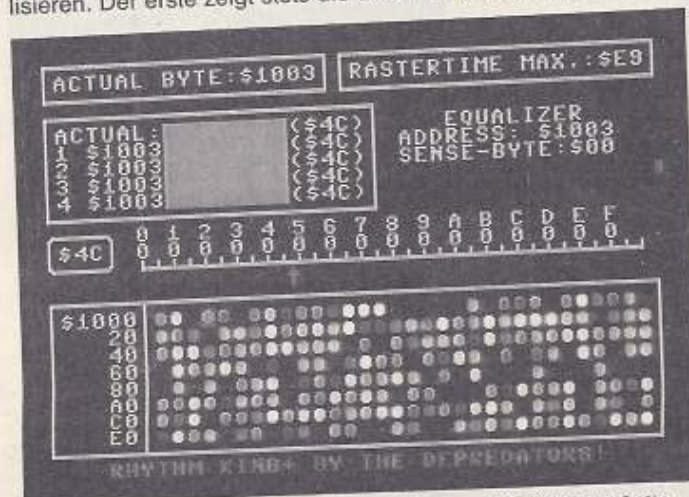 lisieren. Der erste zeigt stets die
ACTUAL BYTE:$1003
RASTERTIME MAX.:$E9
ACTUAL: ($4C)
1 $1003 ($4C)
2 $1003 ($4C)
3 $1003 ($4C)
4 $1003 ($4C)
EQUALIZER
ADDRESS: $1003
SENSE-BYTE:$00
0 1 2 3 4 5 6 7 8 9 A B C D E F
0 0 0 0 0 0 0 0 0 0 0 0 0 0 0 0
$4C
$1000
20
40
60
80
A0
C0
E0
RHYTHM KING+ BY THE DEPREDATORS!